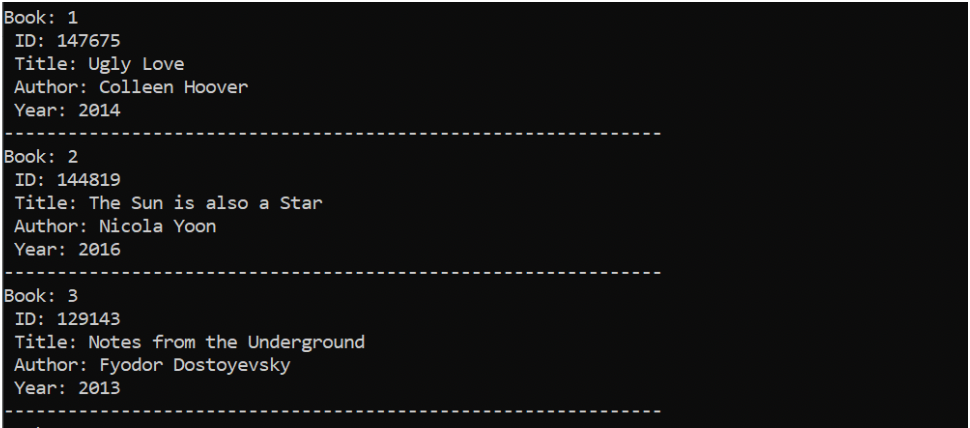 Book: 1
ID: 147675
Title: Ugly Love
Author: Colleen Hoover
Year: 2014
--------------------------------------------------------------
Book: 2
ID: 144819
Title: The Sun is also a Star
Author: Nicola Yoon
Year: 2016
--------------------------------------------------------------
Book: 3
ID: 129143
Title: Notes from the Underground
Author: Fyodor Dostoyevsky
Year: 2013
--------------------------------------------------------------